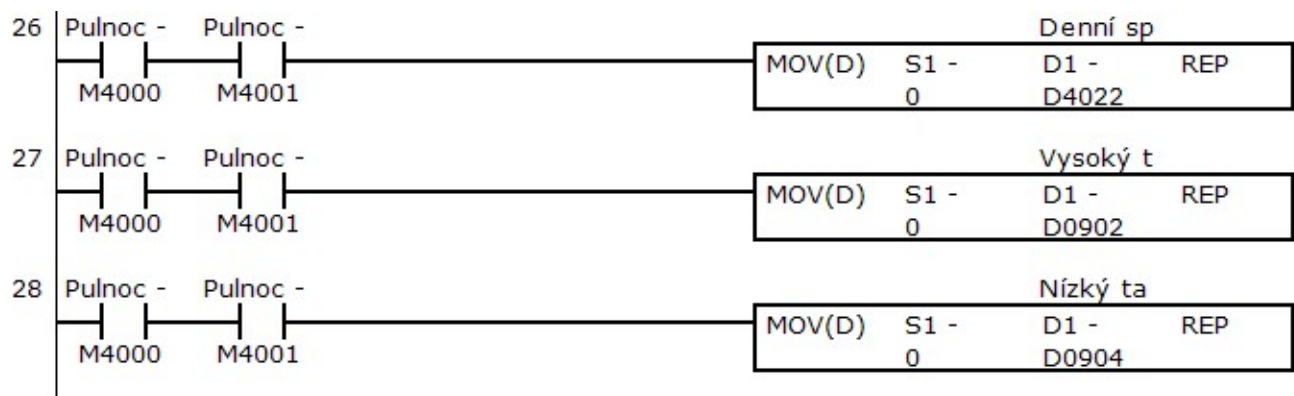 26 Pulnoc - Pulnoc - Denní sp
MOV(D) S1 - D1 - REP
M4000 M4001 0 D4022
27 Pulnoc - Pulnoc - Vysoký t
MOV(D) S1 - D1 - REP
M4000 M4001 0 D0902
28 Pulnoc - Pulnoc - Nízký ta
MOV(D) S1 - D1 - REP
M4000 M4001 0 D0904